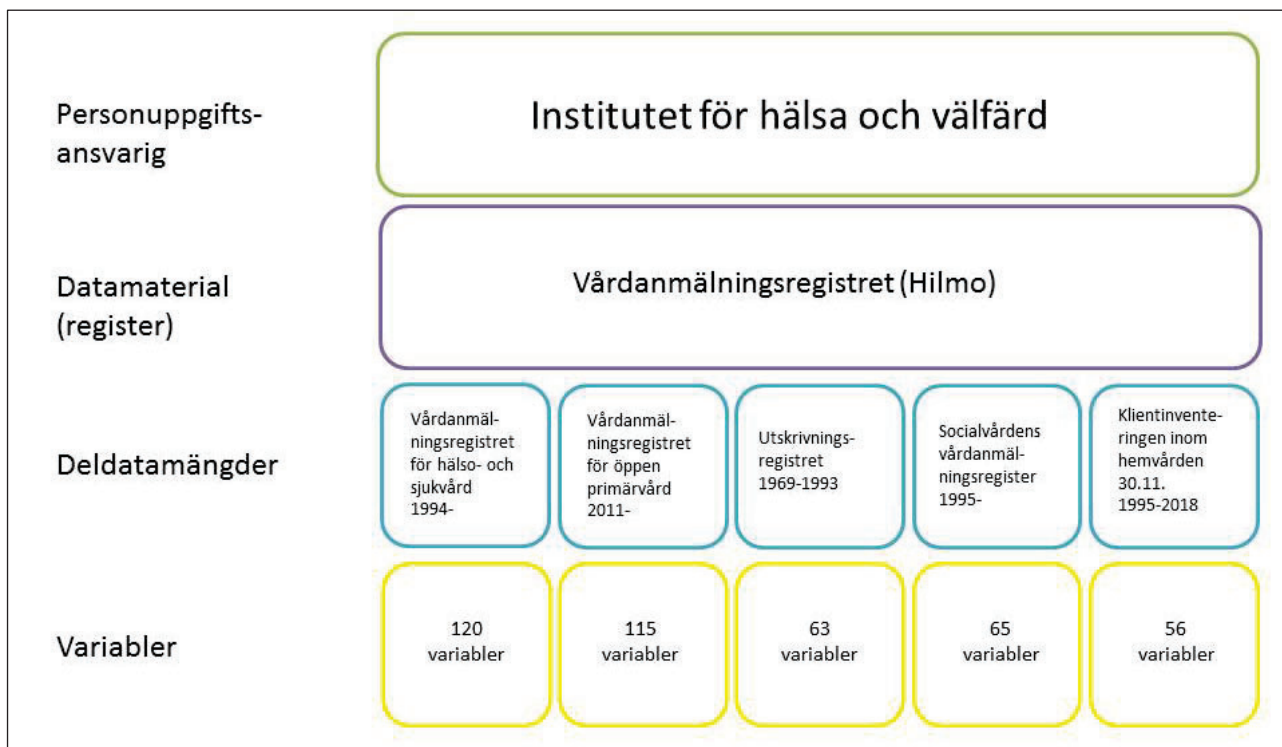 Personuppgifts-
ansvarig
Institutet för hälsa och välfärd
Datamaterial
(register)
Vårdanmälningsregistret (Hilmo)
Deldatamängder
Vårdanmäl-
ningsregistret
för hälso- och
sjukvård
1994-
Vårdanmäl-
ningsregistret
för öppen
primärvård
2011-
Utskrivnings-
registret
1969-1993
Socialvårdens
vårdanmäl-
ningsregister
1995-
Klientinvente-
ringen inom
hemvården
30.11.
1995-2018
Variabler
120
variabler
115
variabler
63
variabler
65
variabler
56
variabler